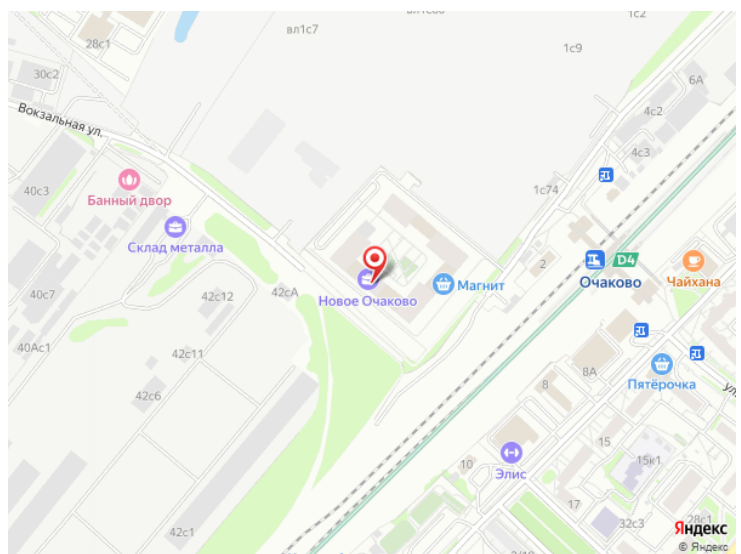 вл1с7
1с2
28с1
1с9
30с2
6А
Вокзальная ул.
4с2
4с3
40с3
Банный двор
1с74
Склад металла
2
D4
Очаково
Чайхана
Магнит
42сА
42с12
40с7
Новое Очаково
40Ас1
42с11
8А
Пятёрочка
8
42с6
15
15к1
10
Элис
17
32с3
28с1
42с1
Яндекс
© Яндекс